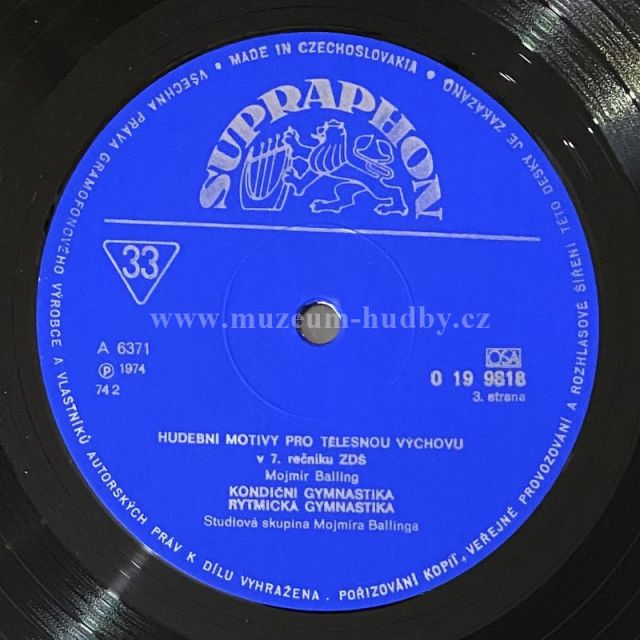 VŠECHNA PRÁVA GRAMOFONOVÉHO VÝROBCE A VLASTNÍKŮ AUTORSKÝCH PRÁV K DÍLU VYHRAŽENA. POŘIZOVÁNÍ KOPIÍ, VEŘEJNÉ PROVOZOVÁNÍ A ROZHLASOVÉ ŠÍŘENÍ TÉTO DESKY JE ZAKÁZÁNO
• MADE IN CZECHOSLOVAKIA •
SUPRAPHON
33
www.muzeum-hudby.cz
A 6371
Ⓟ 1974
74 2
OSA
0 19 9818
3. strana
HUDEBNÍ MOTIVY PRO TĚLESNOU VÝCHOVU
v 7. rečníku ZDŠ
Mojmír Balling
KONDIČNÍ GYMNASTIKA
RYTMICKÁ GYMNASTIKA
Studiová skupina Mojmíra Ballinga